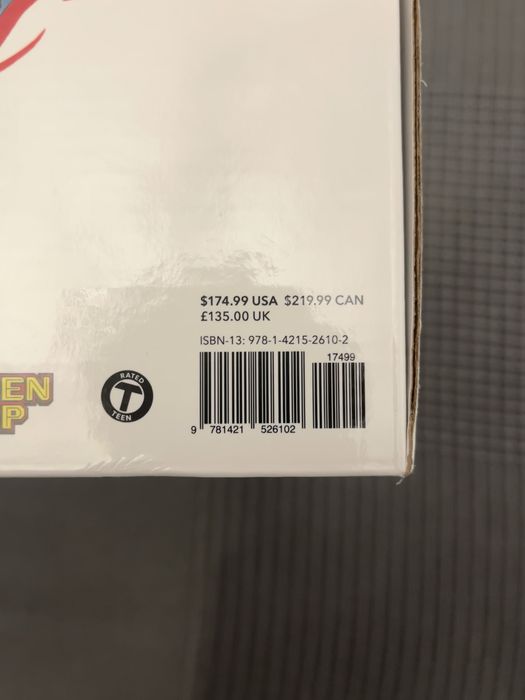 $174.99 USA $219.99 CAN
£135.00 UK
ISBN-13: 978-1-4215-2610-2
17499
EN
P
RATED
T
TEEN
9 781421 526102